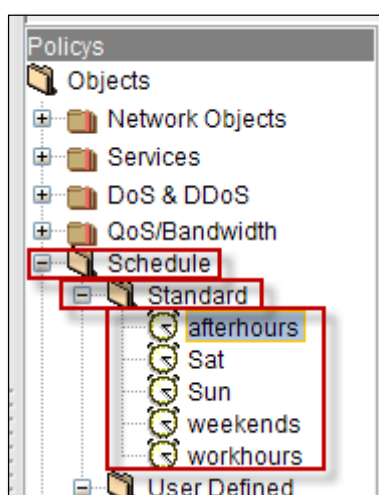 Policys
Objects
Network Objects
Services
DoS & DDoS
QoS/Bandwidth
Schedule
Standard
afterhours
Sat
Sun
weekends
workhours
User Defined